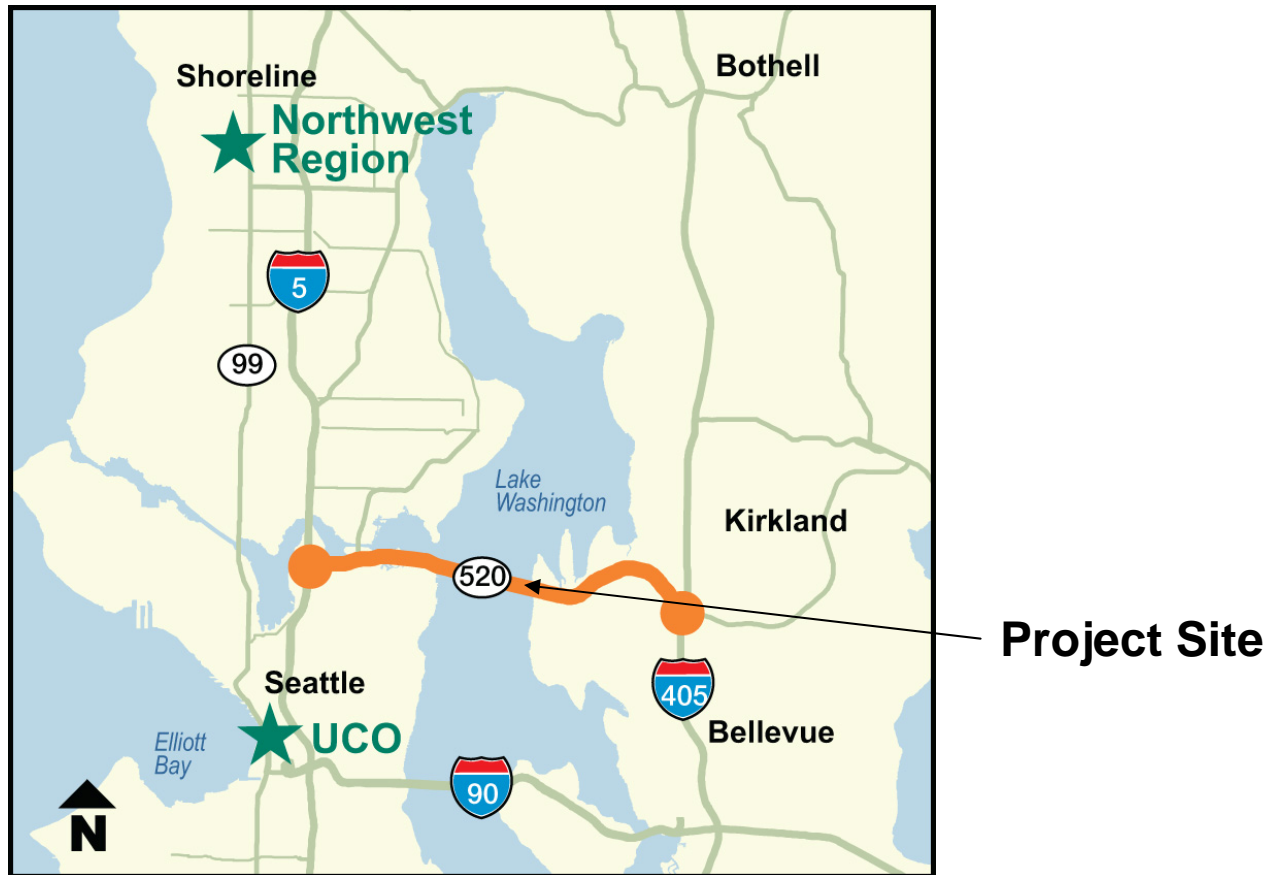 Shoreline
Bothell
Northwest
Region
5
99
Lake
Washington
Kirkland
520
Project Site
405
Seattle
Bellevue
UCO
Elliott
Bay
90
N